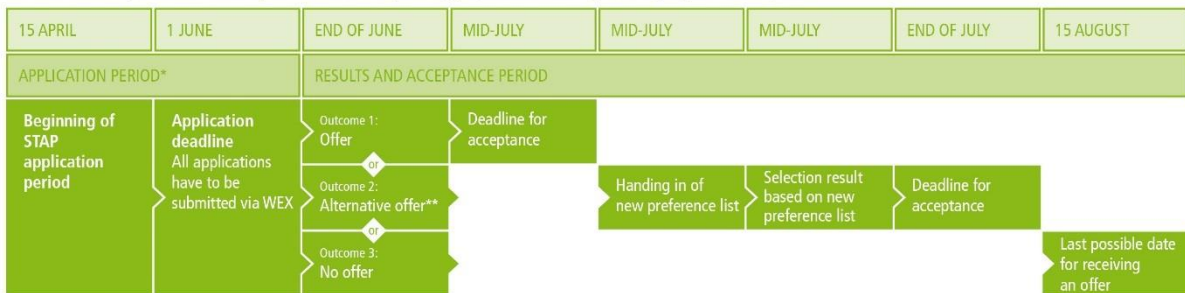 15 APRIL
1 JUNE
END OF JUNE
MID-JULY
MID-JULY
MID-JULY
END OF JULY
15 AUGUST
APPLICATION PERIOD*
RESULTS AND ACCEPTANCE PERIOD
Beginning of
STAP
application
period
Application
deadline
All applications
have to be
submitted via WEX
Outcome 1:
Offer
Deadline for
acceptance
or
Outcome 2:
Alternative offer**
Handing in of
new preference list
Selection result
based on new
preference list
Deadline for
acceptance
or
Outcome 3:
No offer
Last possible date
for receiving
an offer